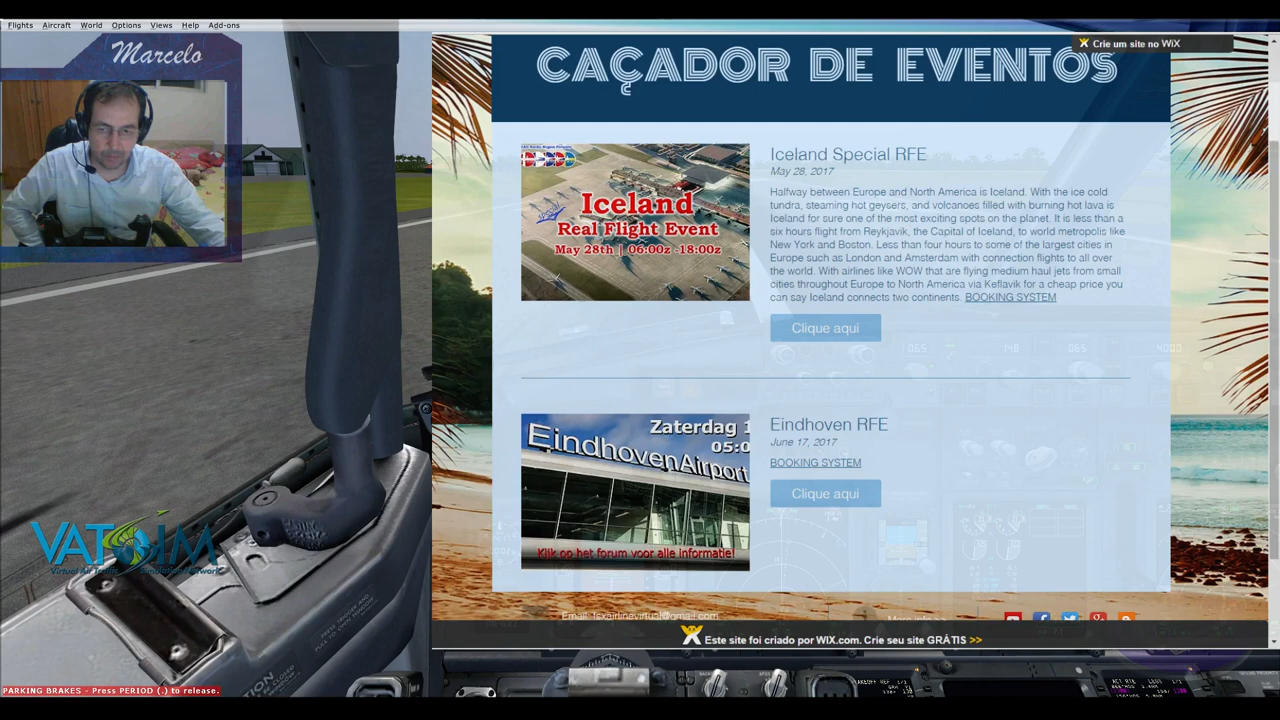 Flights Aircraft World Options Views Help Add-ons
Marcelo
CAÇADOR DE EVENTOS
Crie um site no WiX
Iceland
Real Flight Event
May 28th | 06:00z -18:00z
Iceland Special RFE
May 28, 2017
Halfway between Europe and North America is Iceland. With the ice cold
tundra, steaming hot geysers, and volcanoes filled with burning hot lava is
Iceland for sure one of the most exciting spots on the planet. It is less than a
six hours flight from Reykjavik, the Capital of Iceland, to world metropolis like
New York and Boston. Less than four hours to some of the largest cities in
Europe such as London and Amsterdam with connection flights to all over
the world. With airlines like WOW that are flying medium haul jets from small
cities throughout Europe to North America via Keflavik for a cheap price you
can say Iceland connects two continents. BOOKING SYSTEM
Clique aqui
Zaterdag 1
05:0
Eindhoven Airport
Klijk op het forum voor alle informatie!
Eindhoven RFE
June 17, 2017
BOOKING SYSTEM
Clique aqui
VATSIM
Virtual Air Traffic Simulation Network
Email: fsxairlinevirtual@gmail.com
More info >>
Este site foi criado por WIX.com. Crie seu site GRÁTIS >>
PARKING BRAKES - Press PERIOD (.) to release.